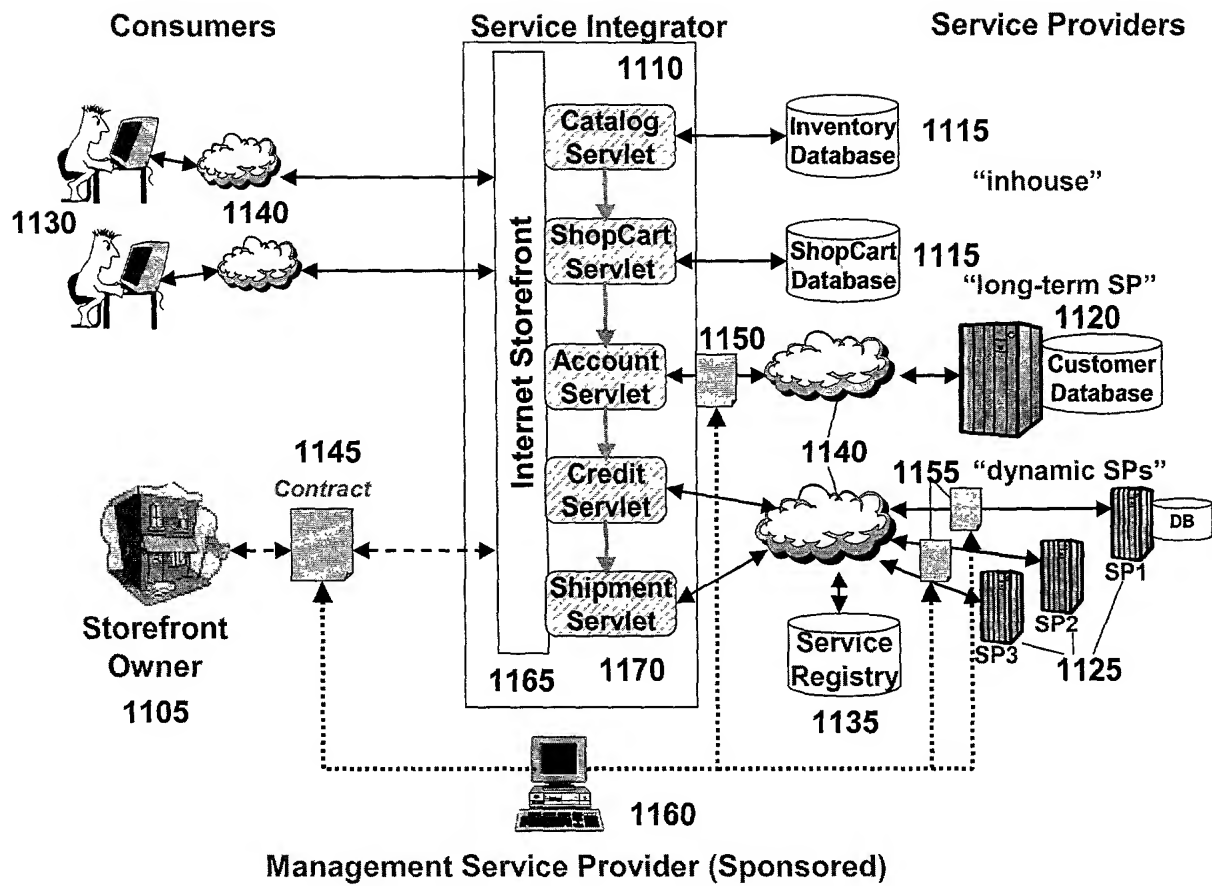 Consumers
Service Integrator
Service Providers
1110
Catalog
Servlet
Inventory
Database
1115
"inhouse"
1130
1140
ShopCart
Servlet
ShopCart
Database
1115
"long-term SP"
1120
Internet Storefront
1150
Account
Servlet
Customer
Database
1145
Contract
Credit
Servlet
1140
1155
"dynamic SPs"
DB
SP1
SP2
SP3
1125
Shipment
Servlet
Storefront
Owner
1105
1165
1170
Service
Registry
1135
1160
Management Service Provider (Sponsored)